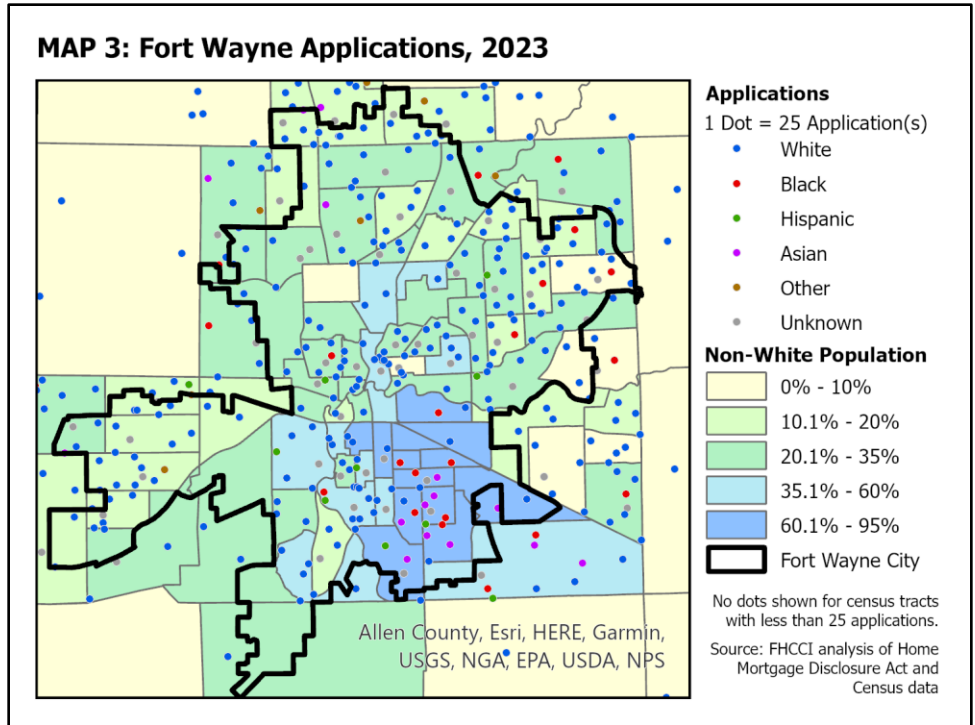 MAP 3: Fort Wayne Applications, 2023
Applications
1 Dot = 25 Application(s)
White
Black
Hispanic
Asian
Other
Unknown
Non-White Population
0% - 10%
10.1% - 20%
20.1% - 35%
35.1% - 60%
60.1% - 95%
Fort Wayne City
No dots shown for census tracts
with less than 25 applications.
Source: FHCCI analysis of Home
Mortgage Disclosure Act and
Census data
Allen County, Esri, HERE, Garmin,
USGS, NGA, EPA, USDA, NPS